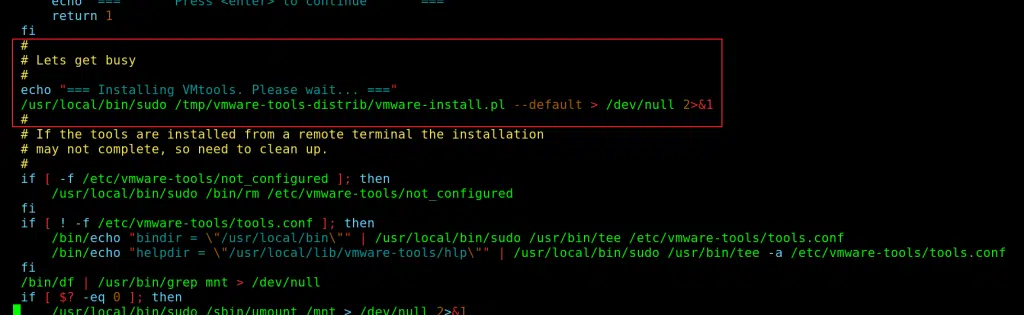 echo "===       Press <enter> to continue       ==="
return 1
fi
#
# Lets get busy
#
echo "=== Installing VMtools. Please wait... ==="
/usr/local/bin/sudo /tmp/vmware-tools-distrib/vmware-install.pl --default > /dev/null 2>&1
#
# If the tools are installed from a remote terminal the installation
# may not complete, so need to clean up.
#
if [ -f /etc/vmware-tools/not_configured ]; then
/usr/local/bin/sudo /bin/rm /etc/vmware-tools/not_configured
fi
if [ ! -f /etc/vmware-tools/tools.conf ]; then
/bin/echo "bindir = \"/usr/local/bin\"" | /usr/local/bin/sudo /usr/bin/tee /etc/vmware-tools/tools.conf
/bin/echo "helpdir = \"/usr/local/lib/vmware-tools/hlp\"" | /usr/local/bin/sudo /usr/bin/tee -a /etc/vmware-tools/tools.conf
fi
/bin/df | /usr/bin/grep mnt > /dev/null
if [ $? -eq 0 ]; then
/usr/local/bin/sudo /sbin/umount /mnt > /dev/null 2>&1